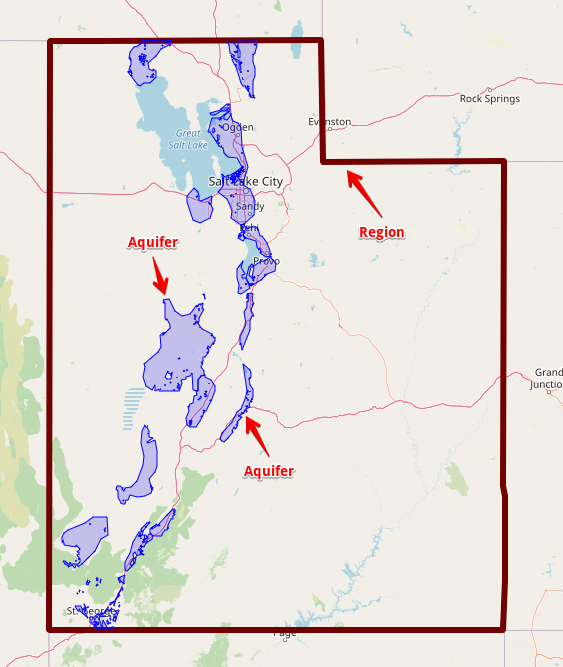 Rock Springs
Evanston
Ogden
Great
Salt Lake
Salt Lake City
Sandy
Region
Lehi
Aquifer
Provo
Grand
Junctio
Aquifer
St. George
Page